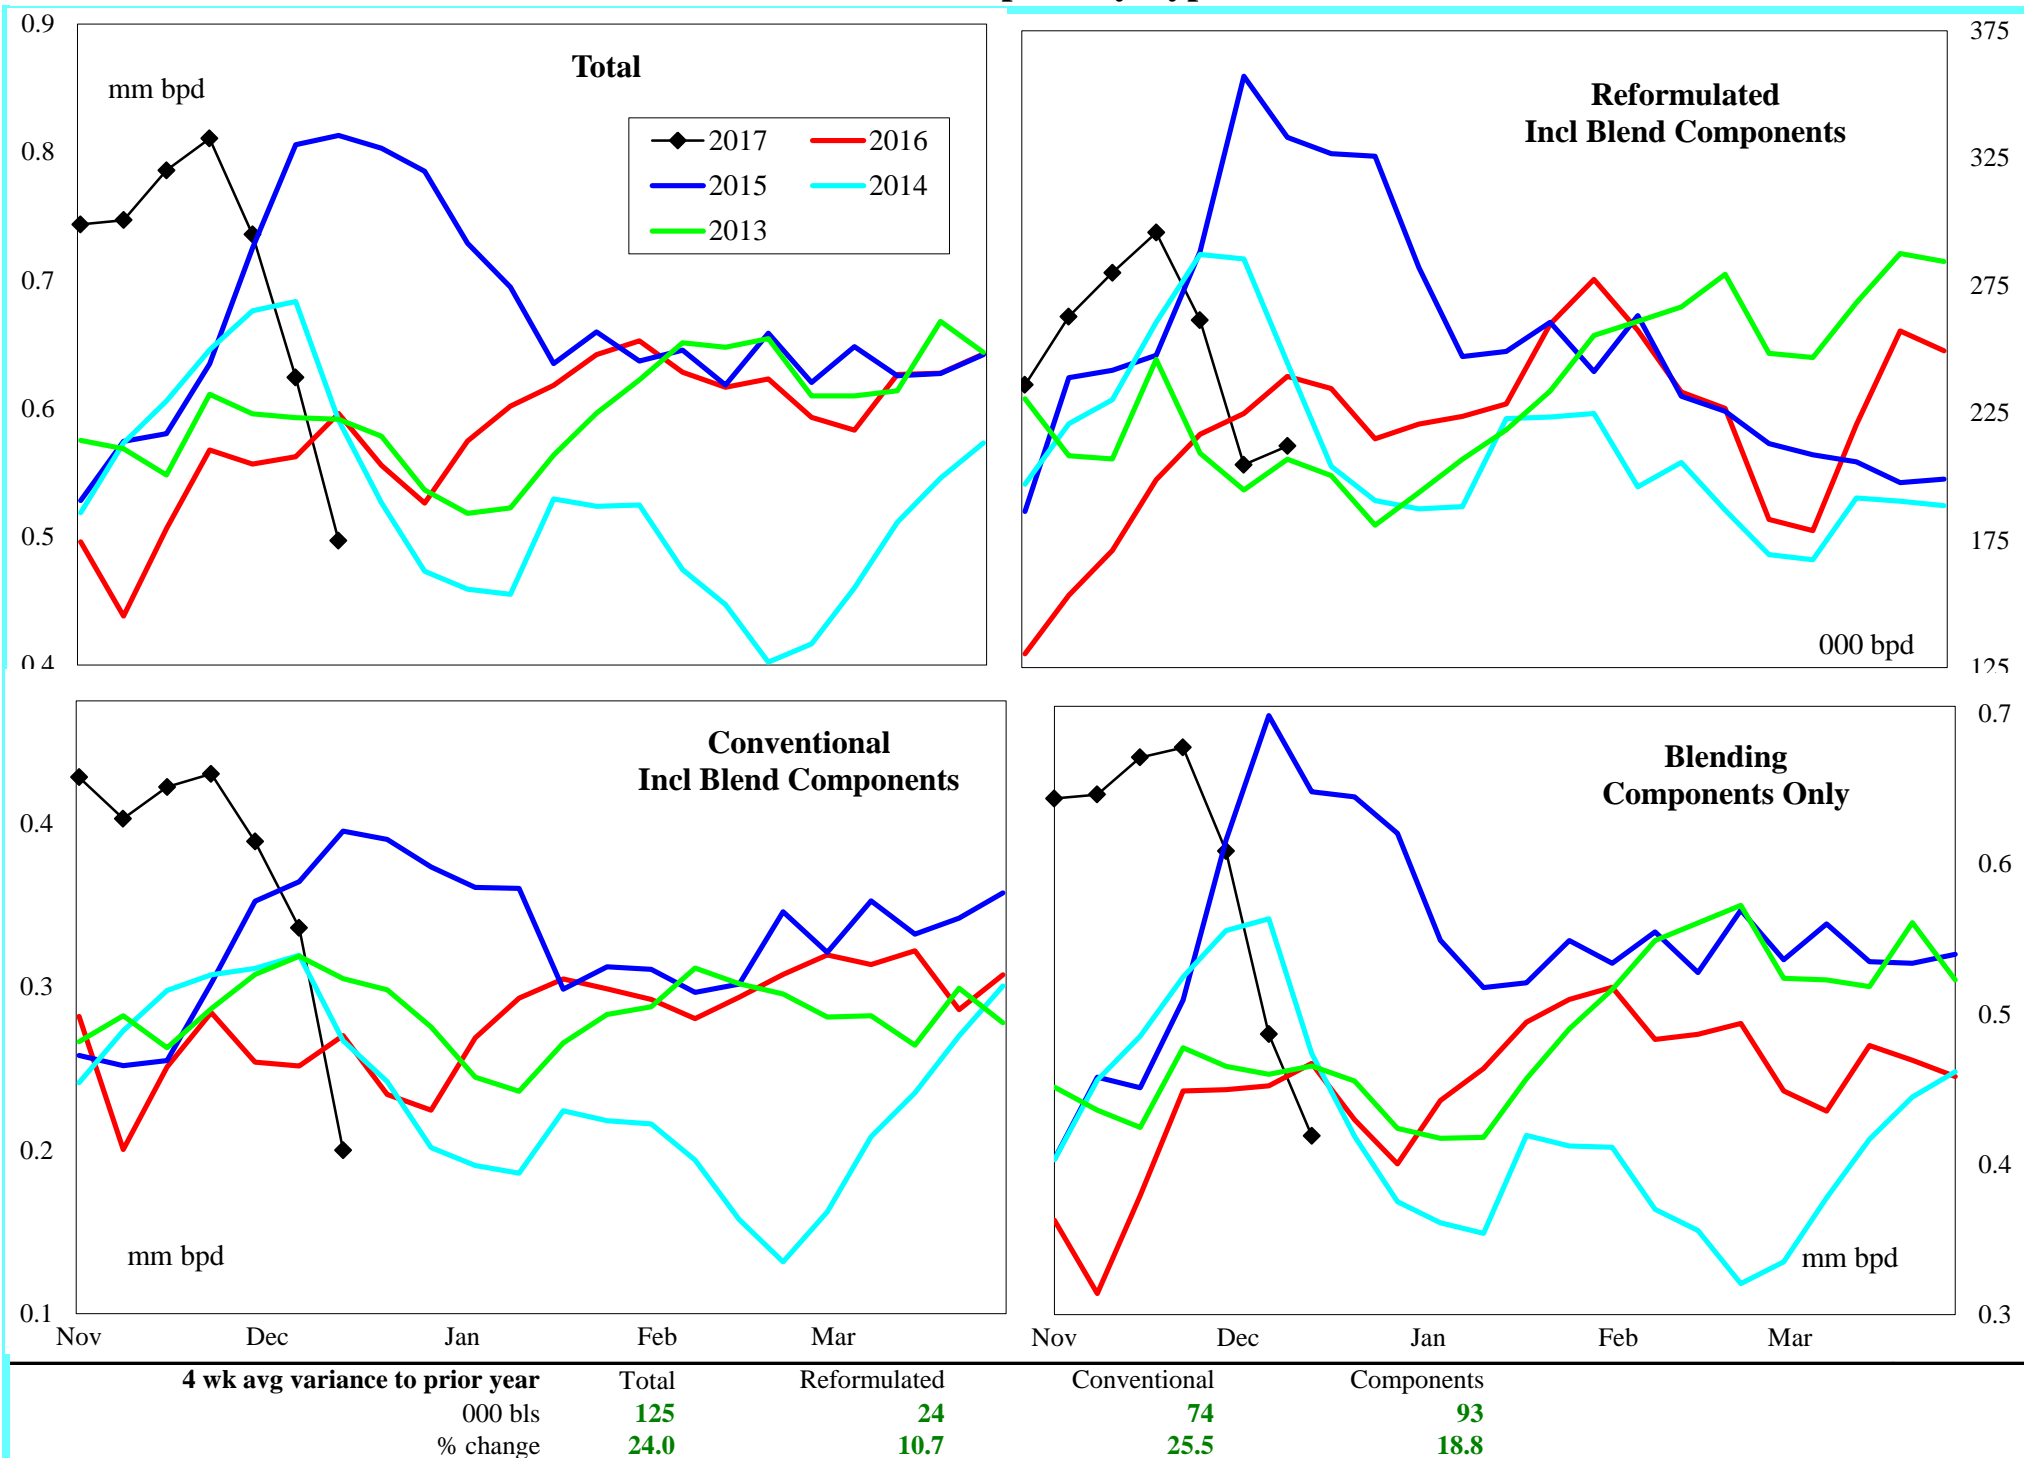 0.9
0.8
0.7
0.6
0.5
0.4
Total
mm bpd
2017 2016
2015 2014
2013
375
325
275
225
175
125
Reformulated
Incl Blend Components
000 bpd
0.4
0.3
0.2
0.1
Conventional
Incl Blend Components
mm bpd
Nov Dec Jan Feb Mar
0.7
0.6
0.5
0.4
0.3
Blending
Components Only
mm bpd
Nov Dec Jan Feb Mar
4 wk avg variance to prior year Total Reformulated Conventional Components
000 bls 125 24 74 93
% change 24.0 10.7 25.5 18.8